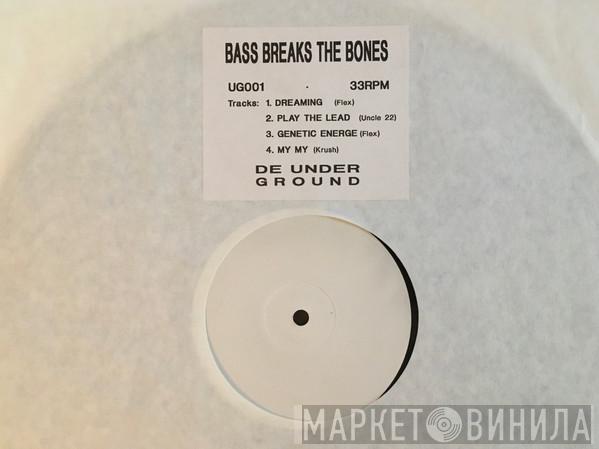 BASS BREAKS THE BONES
UG001 · 33RPM
Tracks: 1. DREAMING (Flex)
2. PLAY THE LEAD (Uncle 22)
3. GENETIC ENERGE (Flex)
4. MY MY (Krush)
DE UNDER
GROUND
МАРКЕТ ВИНИЛА